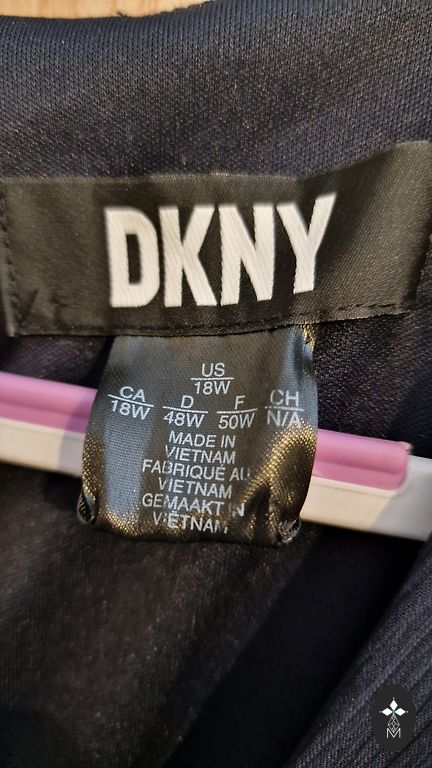 DKNY
US
18W
CA D F CH
18W 48W 50W N/A
MADE IN
VIETNAM
FABRIQUÉ AU
VIETNAM
GEMAAKT IN
VIETNAM
M